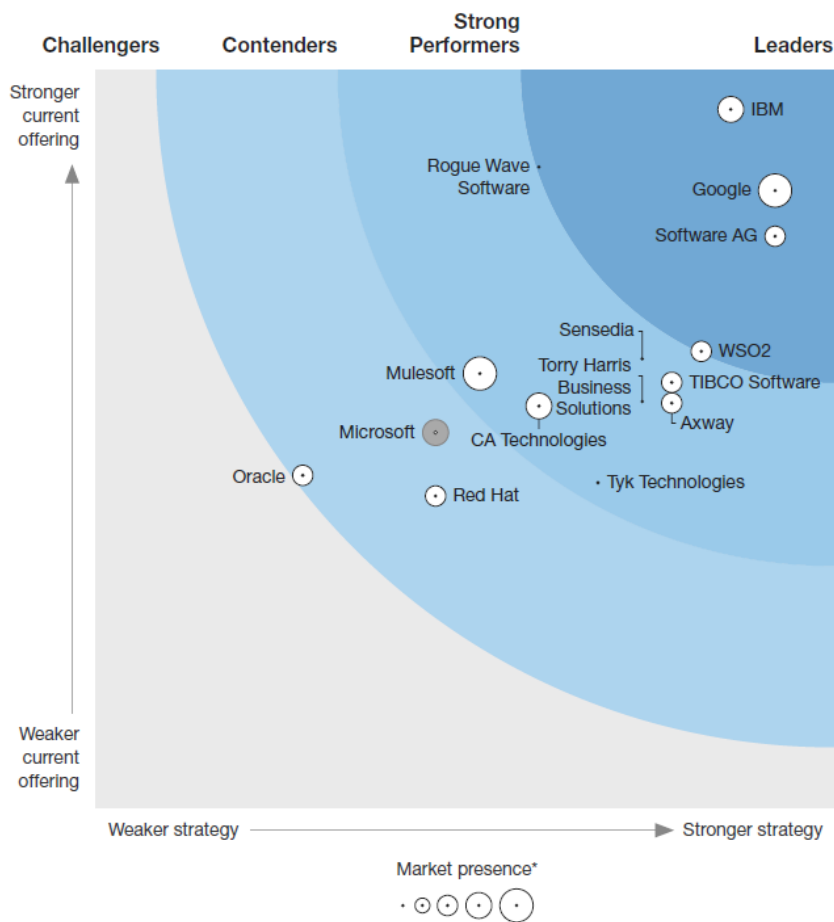 Challengers
Contenders
Strong
Performers
Leaders
Stronger
current
offering
IBM
Rogue Wave
Software
Google
Software AG
Sensedia
WSO2
Mulesoft
Torry Harris
Business
Solutions
TIBCO Software
Axway
Microsoft
CA Technologies
Oracle
Red Hat
Tyk Technologies
Weaker
current
offering
Weaker strategy
Stronger strategy
Market presence*